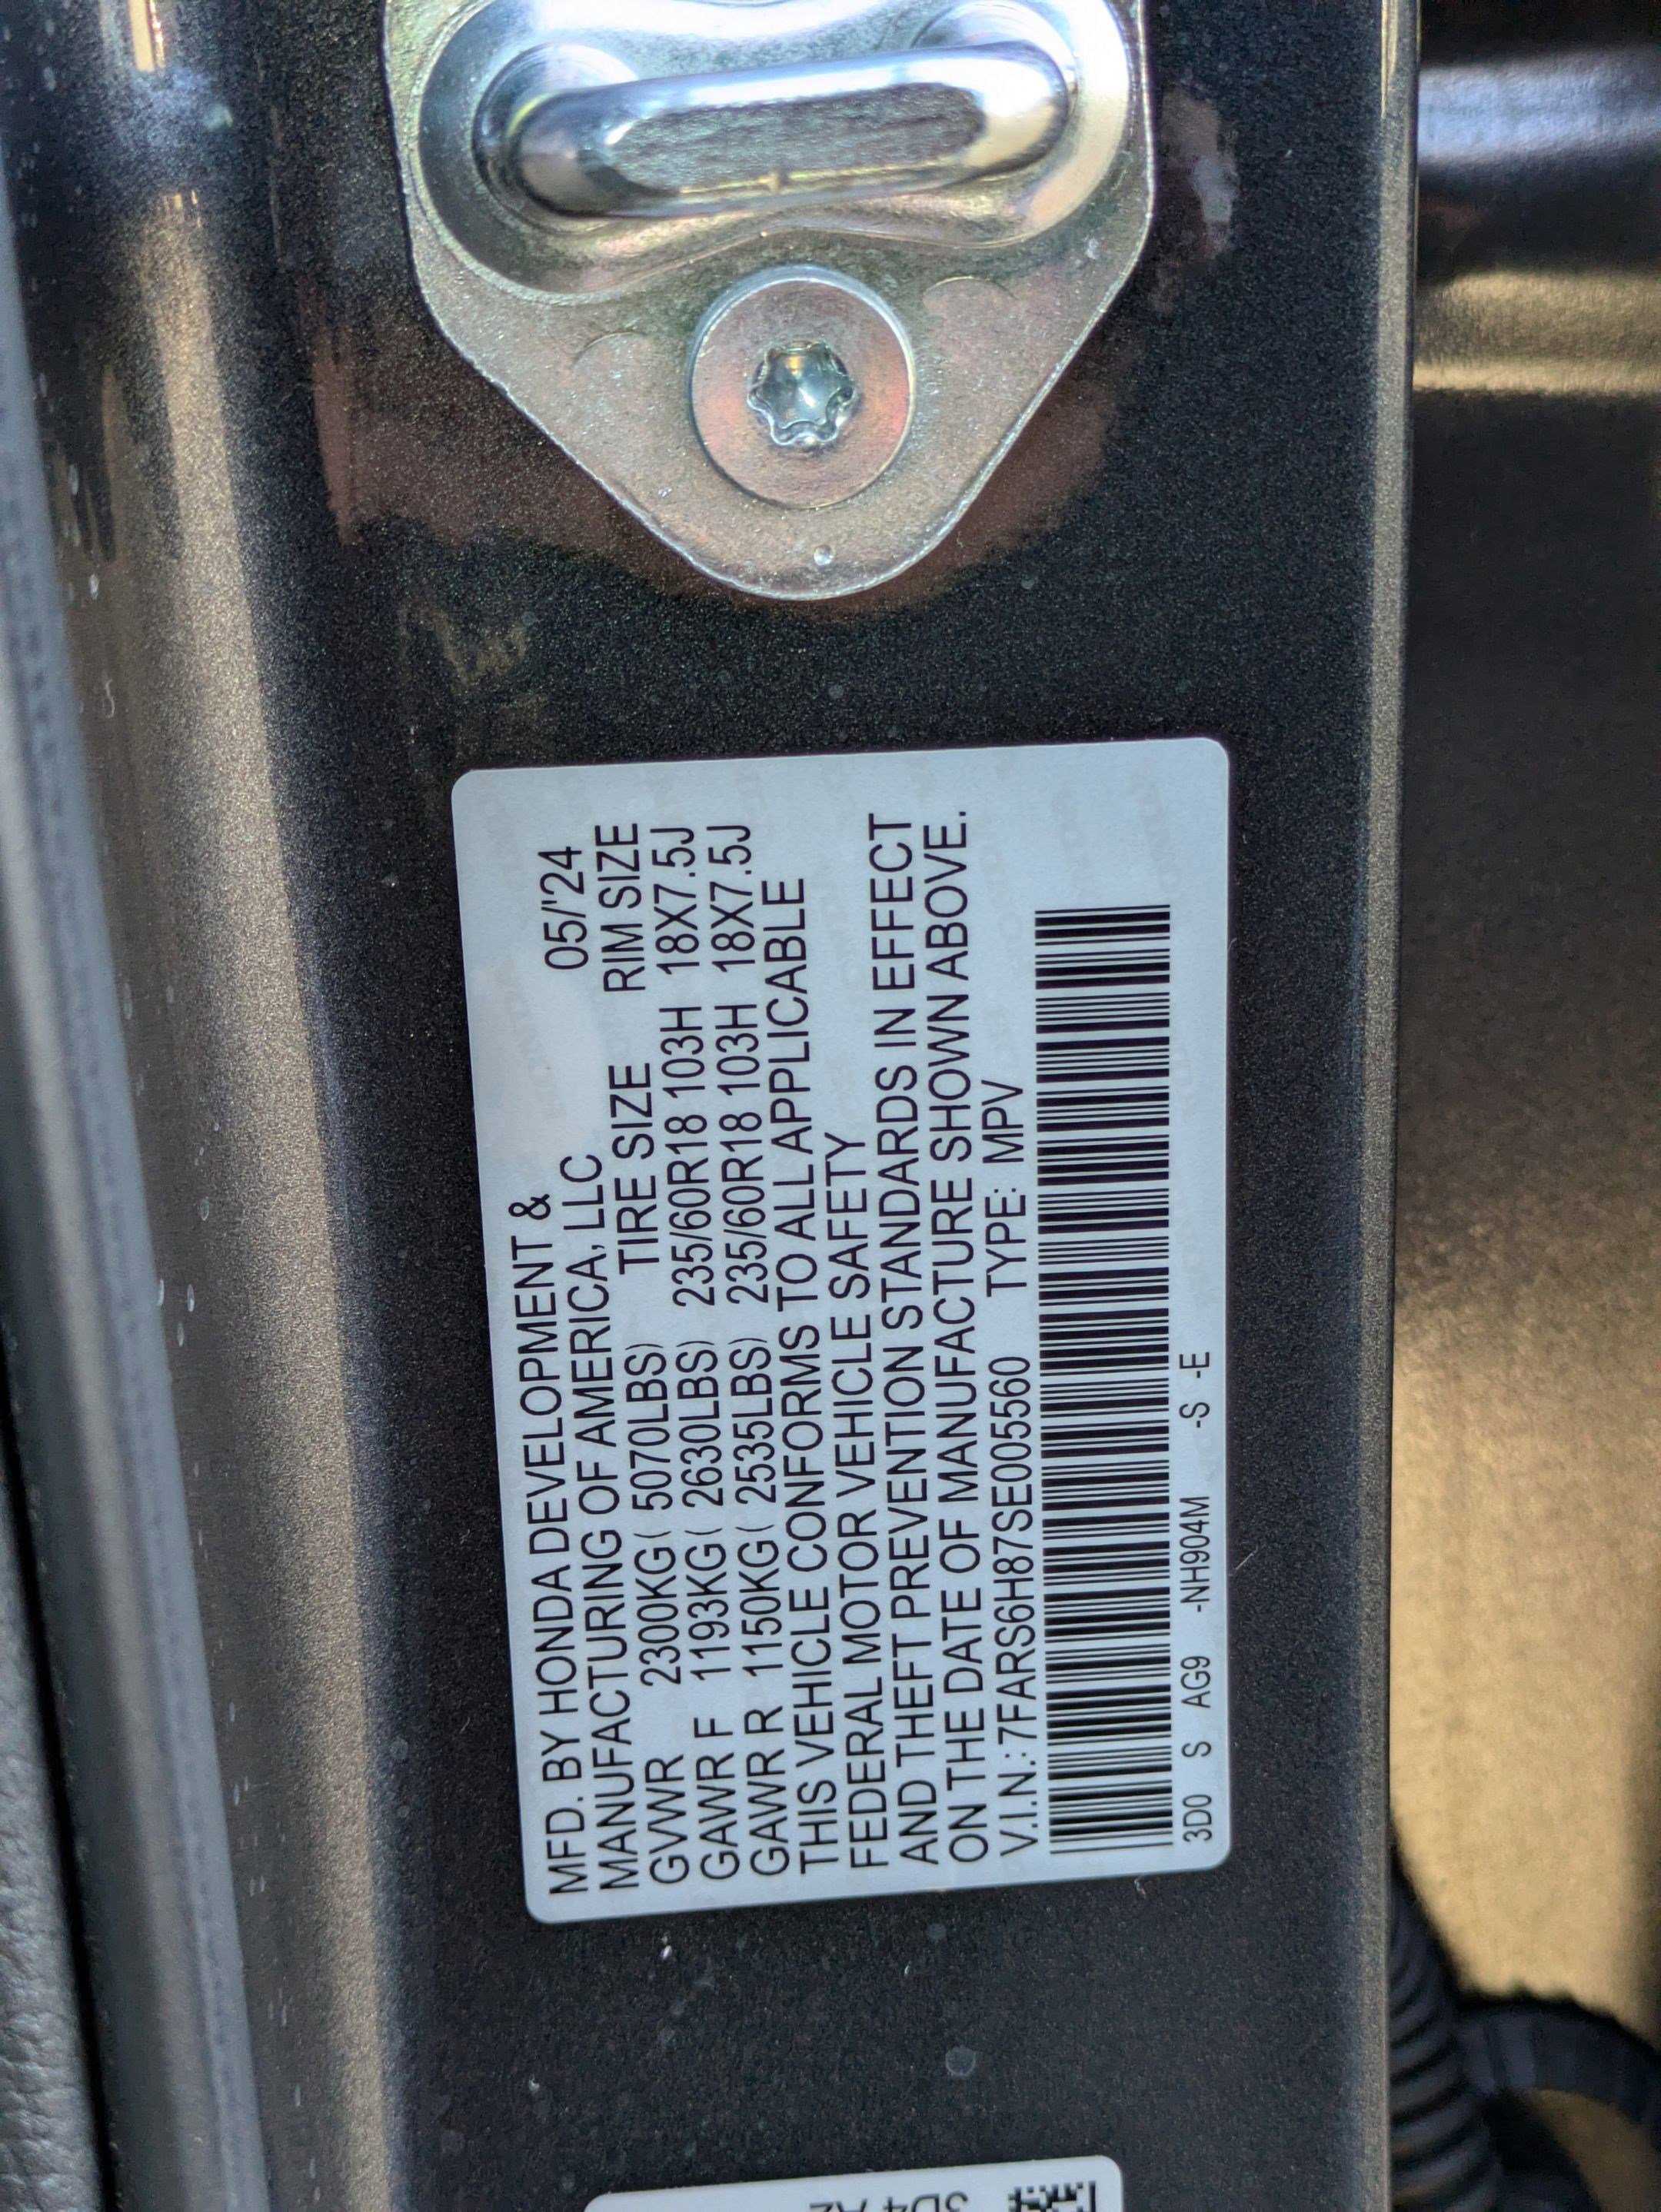 MFD. BY HONDA DEVELOPMENT &
MANUFACTURING OF AMERICA, LLC 05/'24
GVWR 2300KG ( 5070LBS) TIRE SIZE RIM SIZE
GAWR F 1193KG ( 2630LBS) 235/60R18 103H 18X7.5J
GAWR R 1150KG ( 2535LBS) 235/60R18 103H 18X7.5J
THIS VEHICLE CONFORMS TO ALL APPLICABLE
FEDERAL MOTOR VEHICLE SAFETY
AND THEFT PREVENTION STANDARDS IN EFFECT
ON THE DATE OF MANUFACTURE SHOWN ABOVE.
V.I.N.: 7FARS6H87SE005560 TYPE: MPV
3D0 S AG9 -NH904M -S -E